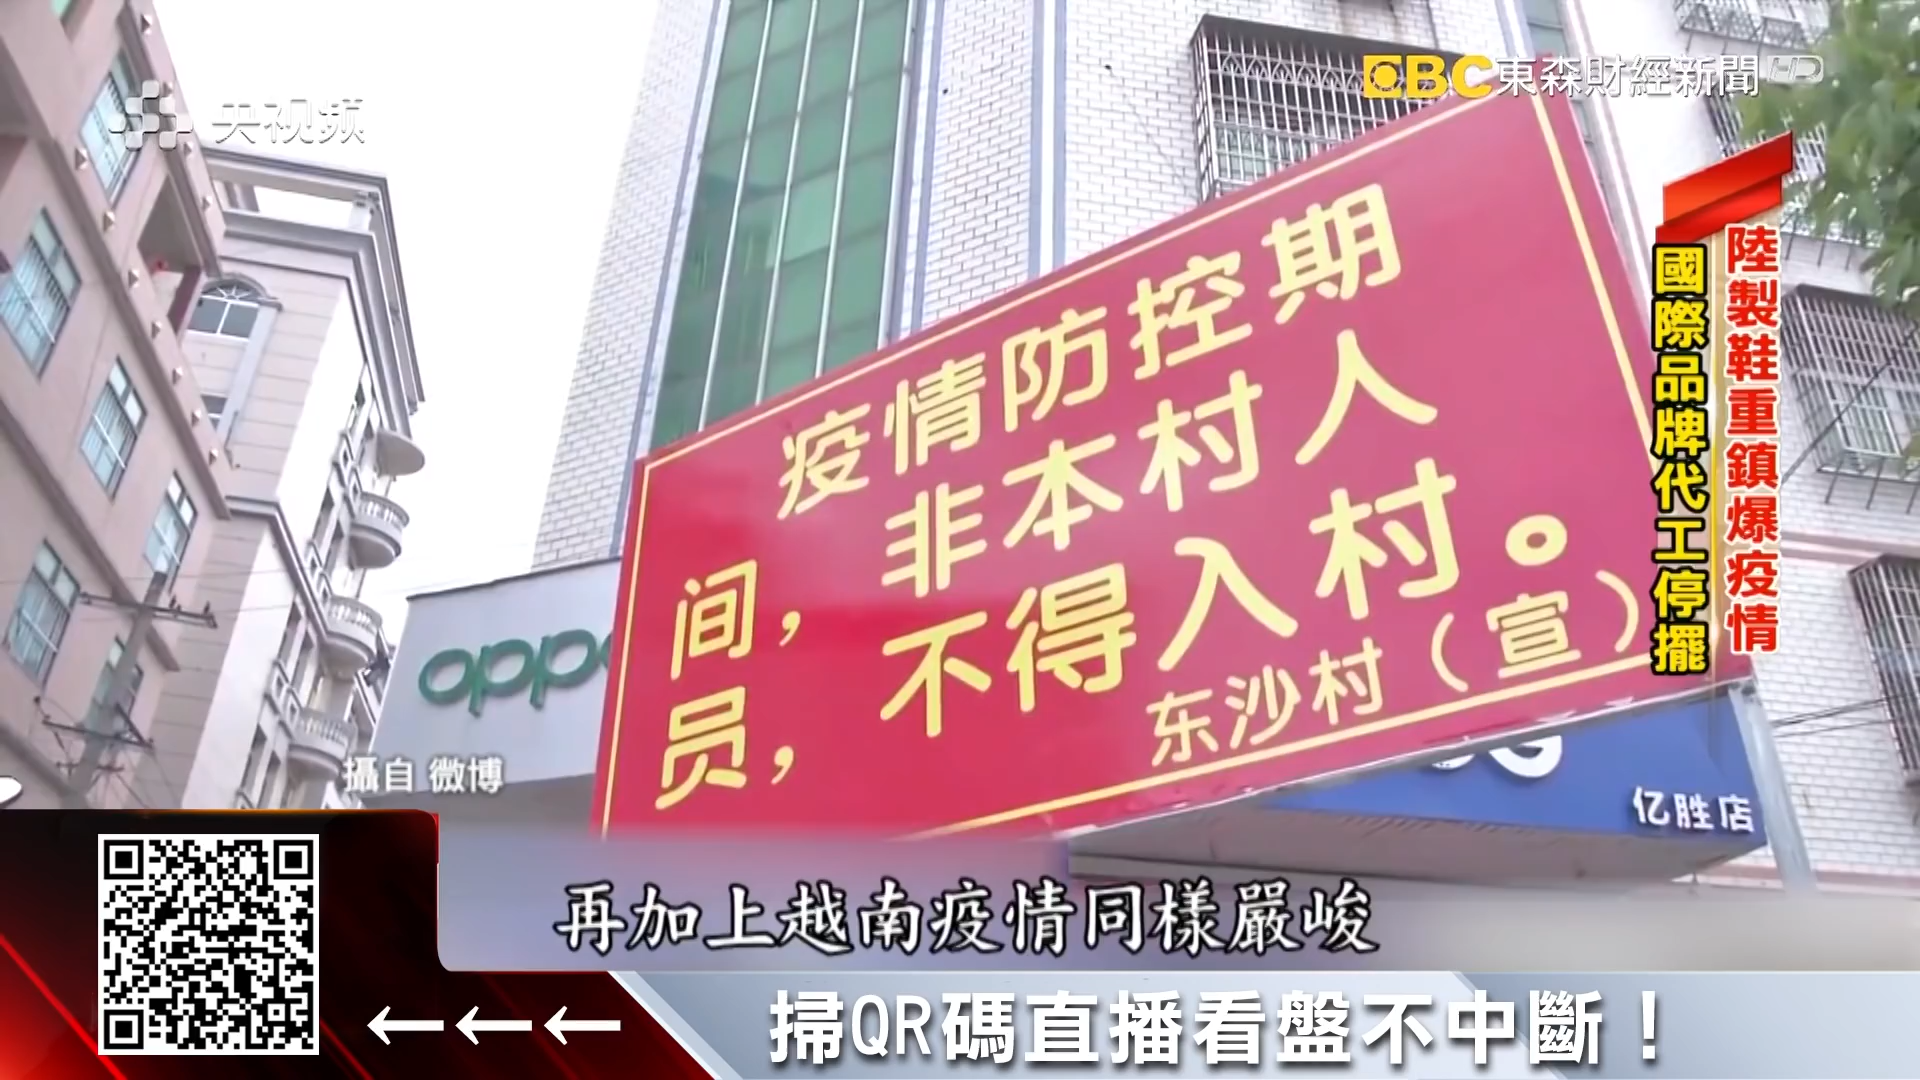 央视频
EBC東森財經新聞HD
陸製鞋重鎮爆疫情
國際品牌代工停擺
疫情防控期
间，非本村人
员，不得入村。
东沙村（宣）
oppo
亿胜店
攝自 微博
再加上越南疫情同樣嚴峻
←←← 掃QR碼直播看盤不中斷！